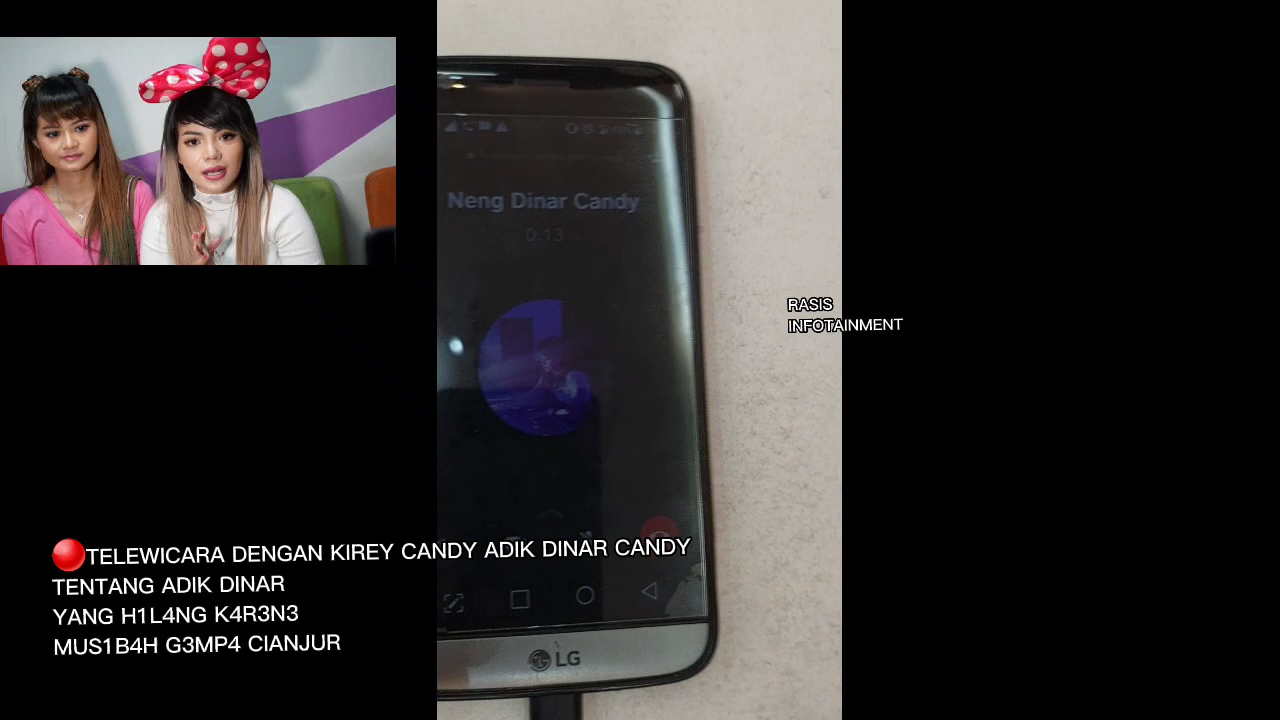 Neng Dinar Candy
0:13
RASIS
INFOTAINMENT
TELEWICARA DENGAN KIREY CANDY ADIK DINAR CANDY
TENTANG ADIK DINAR
YANG H1L4NG K4R3N3
MUS1B4H G3MP4 CIANJUR
LG